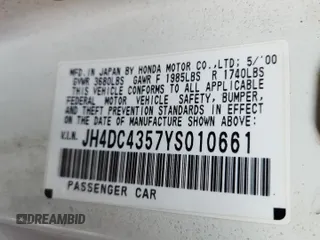 MFD. IN JAPAN BY HONDA MOTOR CO.,LTD.; 5/'00
GVWR 3680LBS GAWR F 1985LBS R 1740LBS
THIS VEHICLE CONFORMS TO ALL APPLICABLE
FEDERAL MOTOR VEHICLE SAFETY, BUMPER,
AND THEFT PREVENTION STANDARDS IN EFFECT
ON THE DATE OF MANUFACTURE SHOWN ABOVE.
V.I.N. JH4DC4357YS010661
PASSENGER CAR
DREAMBID